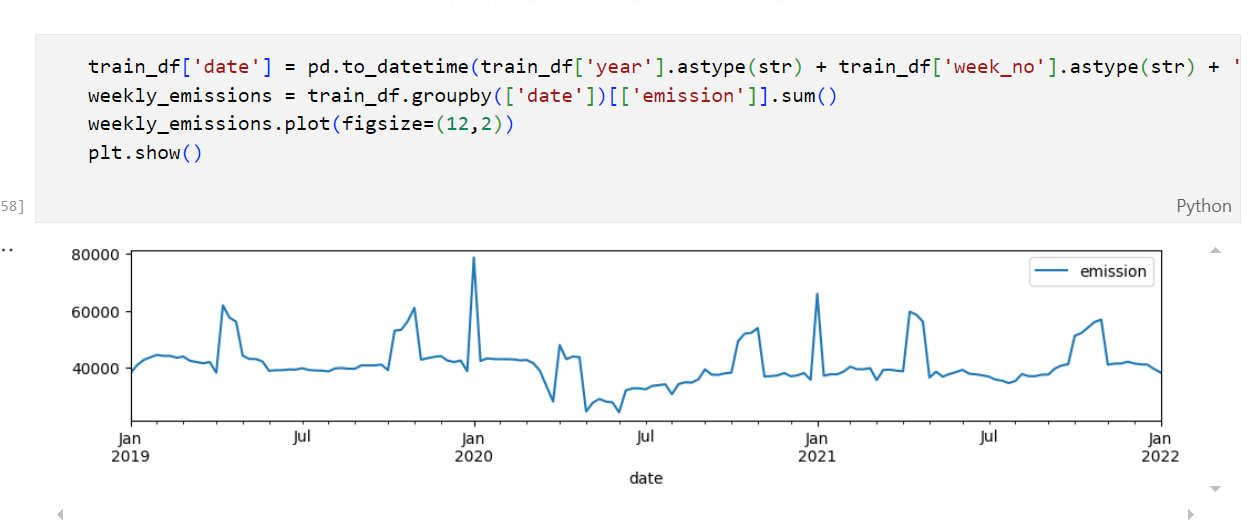 train_df['date'] = pd.to_datetime(train_df['year'].astype(str) + train_df['week_no'].astype(str) + '
weekly_emissions = train_df.groupby(['date'])[['emission']].sum()
weekly_emissions.plot(figsize=(12,2))
plt.show()
58]
Python
..
80000
60000
40000
emission
Jan Jul Jan Jul Jan Jul Jan
2019 2020 2021 2022
date